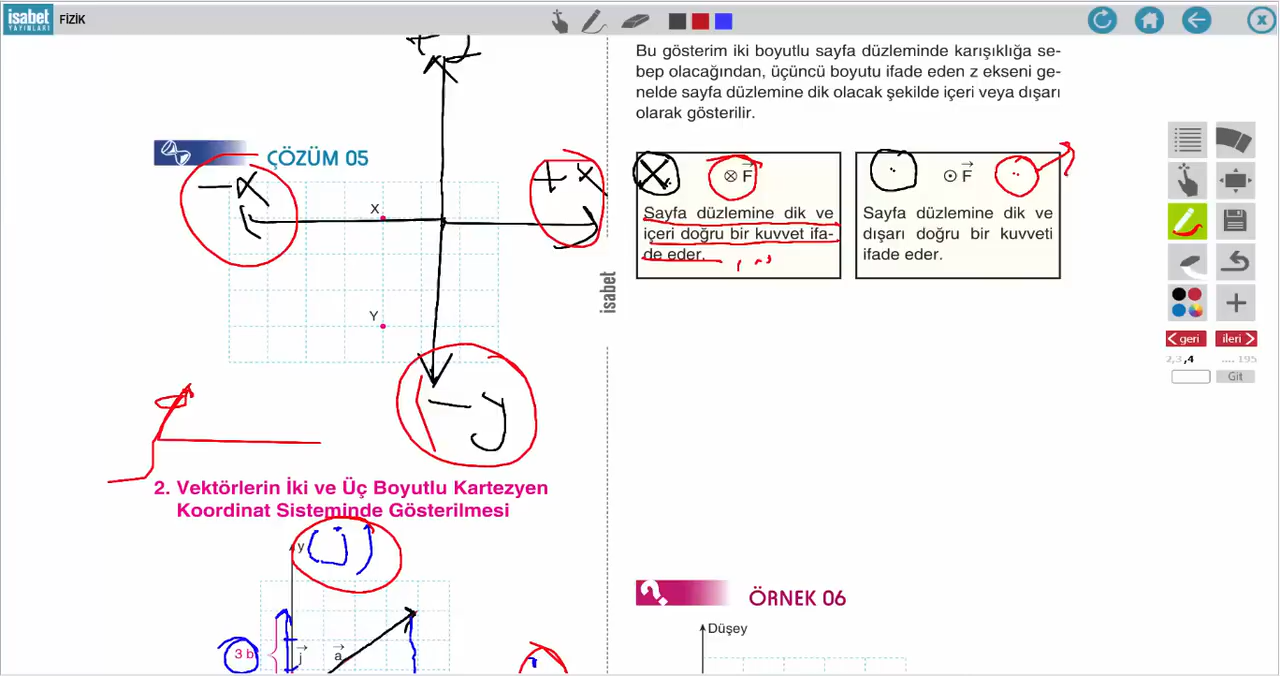 isabet
YAYINLARI
FİZİK
Bu gösterim iki boyutlu sayfa düzleminde karışıklığa se-
bep olacağından, üçüncü boyutu ifade eden z ekseni ge-
nelde sayfa düzlemine dik olacak şekilde içeri veya dışarı
olarak gösterilir.
ÇÖZÜM 05
-x
+x
X
Y
-y
⊗ F
Sayfa düzlemine dik ve
içeri doğru bir kuvvet ifa-
de eder.
⊙ F
Sayfa düzlemine dik ve
dışarı doğru bir kuvveti
ifade eder.
isabet
2. Vektörlerin İki ve Üç Boyutlu Kartezyen
Koordinat Sisteminde Gösterilmesi
y
j
3 b
j
a
ÖRNEK 06
Düşey
geri
ileri
2,3,4
.... 195
Git